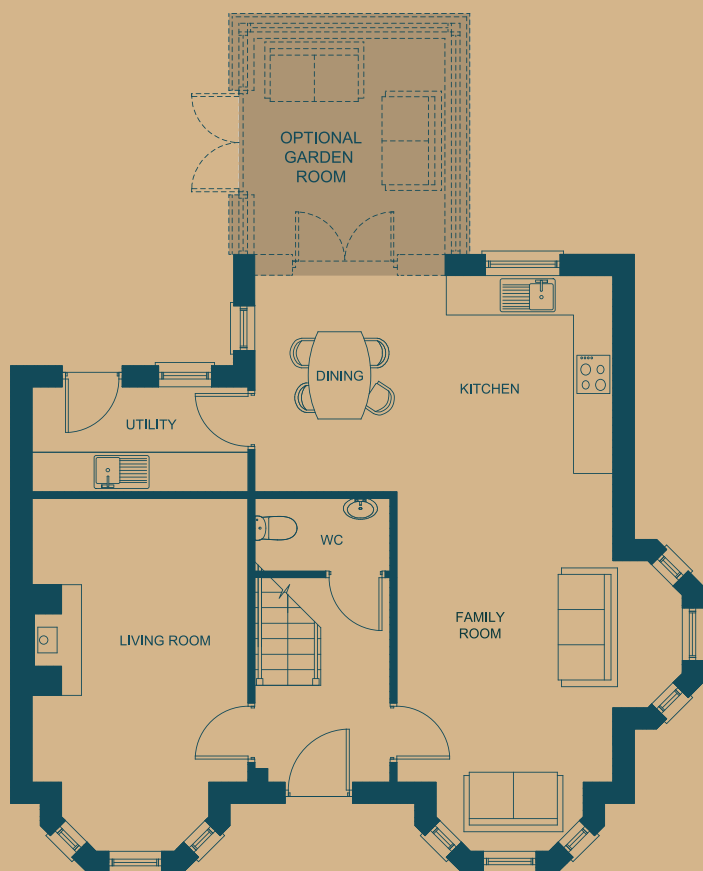 OPTIONAL
GARDEN
ROOM
DINING
KITCHEN
UTILITY
WC
LIVING ROOM
FAMILY
ROOM